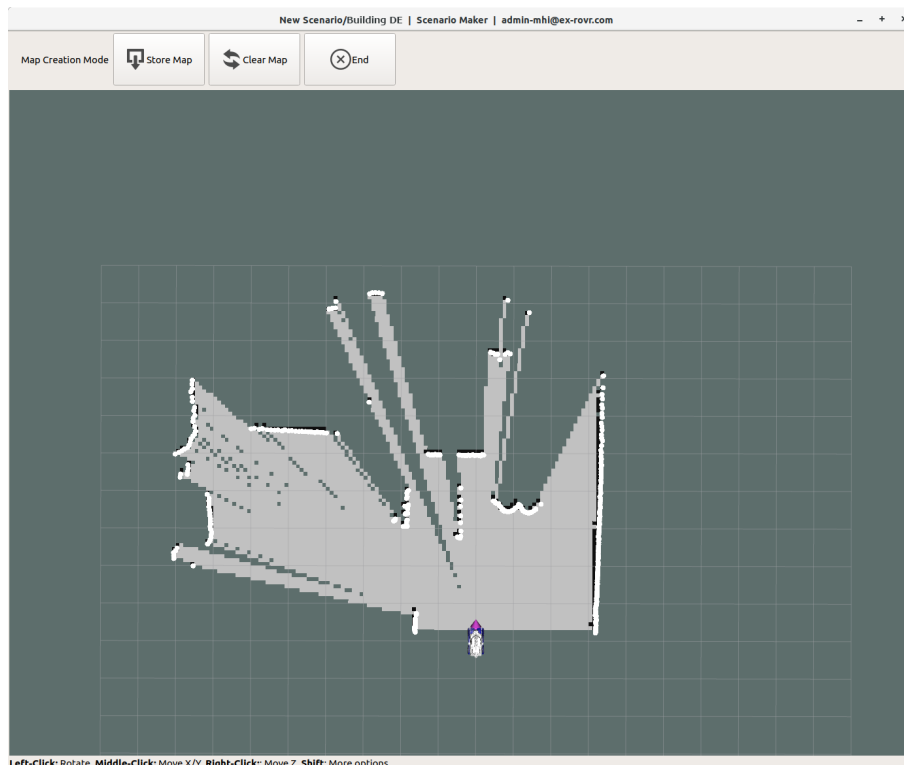 New Scenario/Building DE | Scenario Maker | admin-mhi@ex-rovr.com
Map Creation Mode Store Map Clear Map End
Left-Click: Rotate. Middle-Click: Move X/Y. Right-Click:: Move Z. Shift: More options.